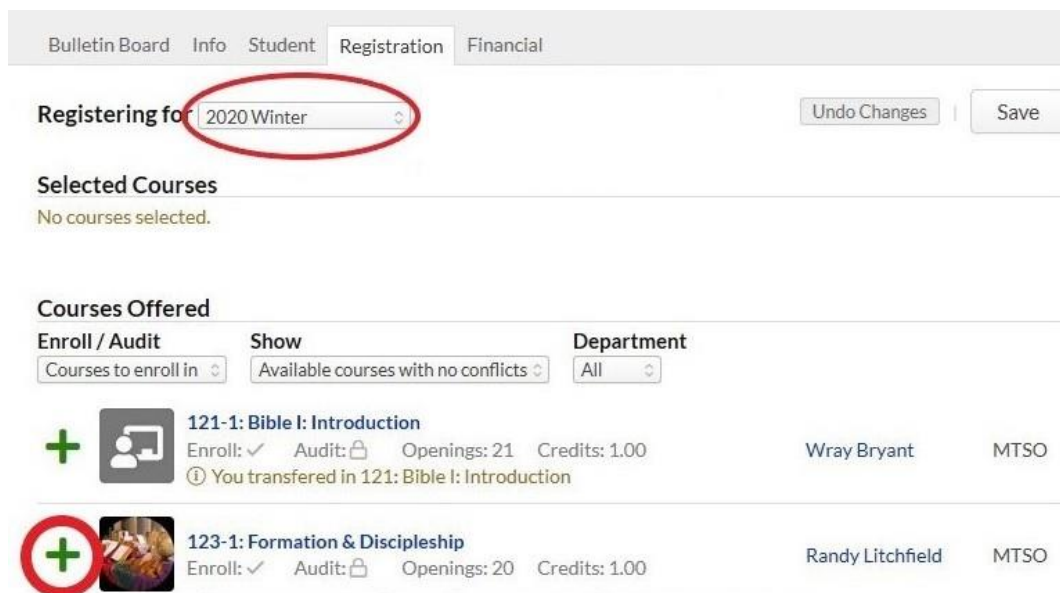 Bulletin Board Info Student Registration Financial
Registering for 2020 Winter Undo Changes Save
Selected Courses
No courses selected.
Courses Offered
Enroll / Audit Show Department
Courses to enroll in Available courses with no conflicts All
121-1: Bible I: Introduction
Enroll: Audit: Openings: 21 Credits: 1.00 Wray Bryant MTSO
You transfered in 121: Bible I: Introduction
123-1: Formation & Discipleship
Enroll: Audit: Openings: 20 Credits: 1.00 Randy Litchfield MTSO